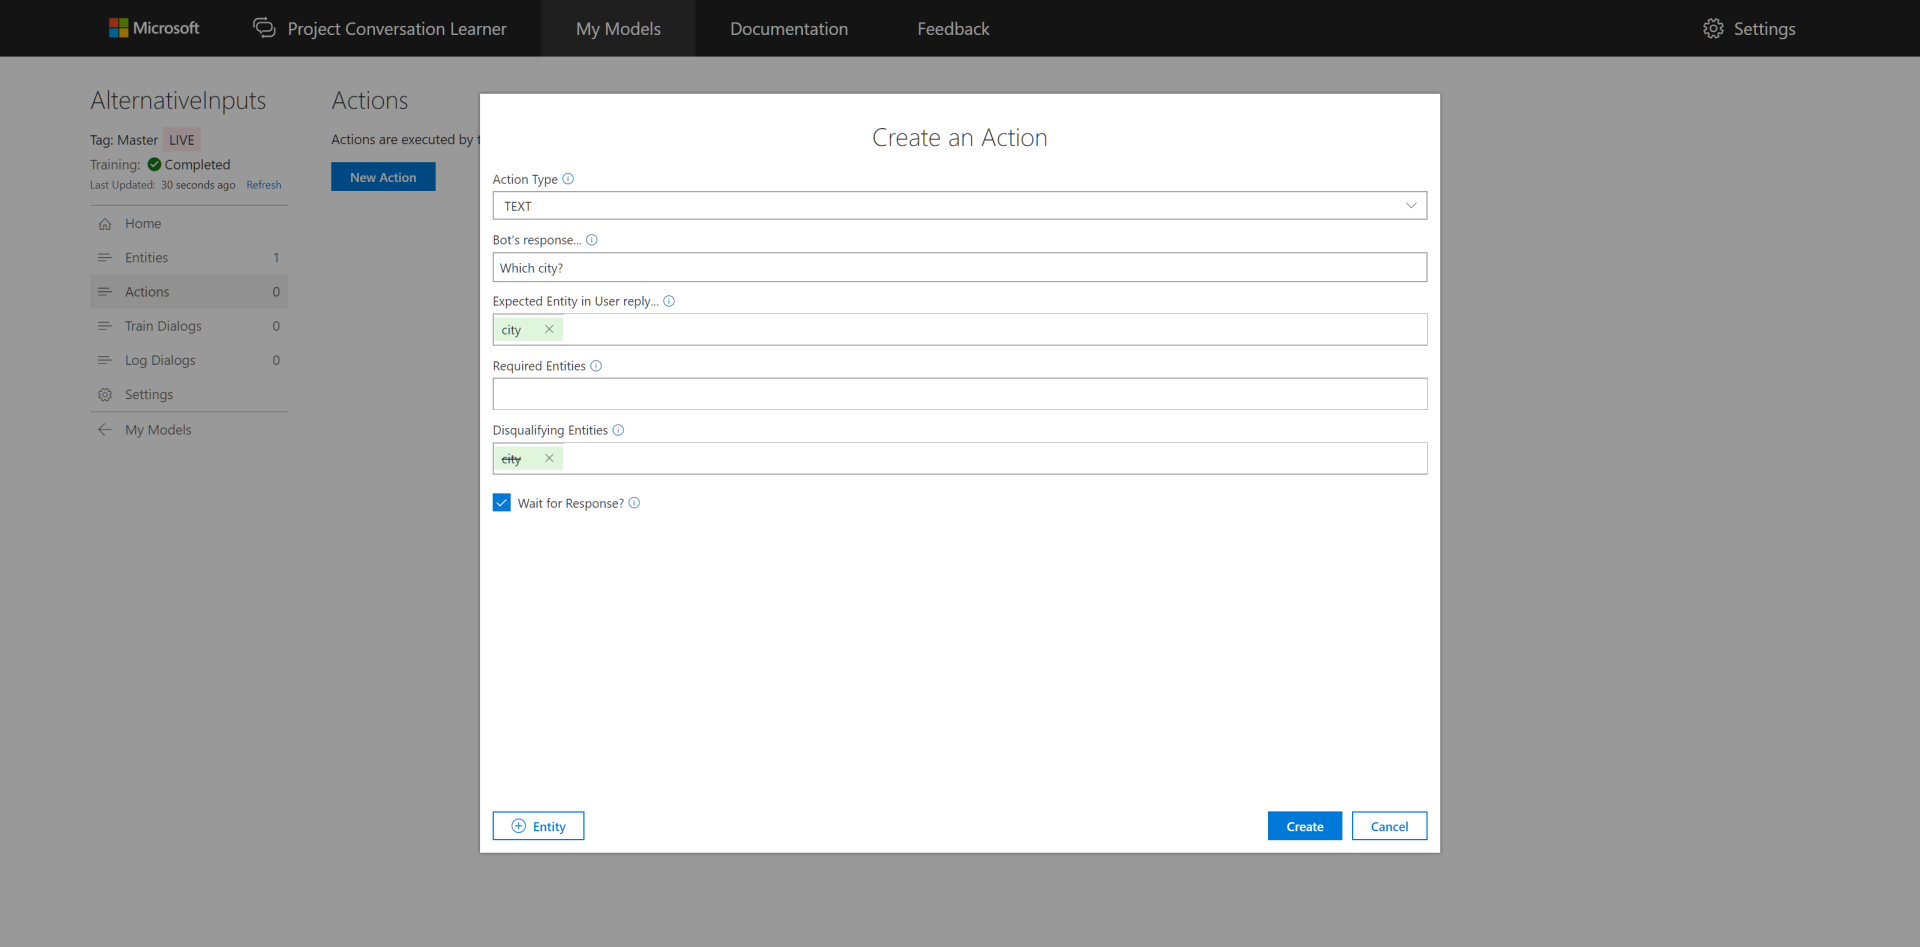 Microsoft Project Conversation Learner My Models Documentation Feedback Settings
AlternativeInputs
Tag: Master LIVE
Training: Completed
Last Updated: 30 seconds ago Refresh
Home
Entities 1
Actions 0
Train Dialogs 0
Log Dialogs 0
Settings
My Models
Actions
Actions are executed by
New Action
Create an Action
Action Type
TEXT
Bot's response...
Which city?
Expected Entity in User reply...
city
Required Entities
Disqualifying Entities
city
Wait for Response?
Entity
Create
Cancel